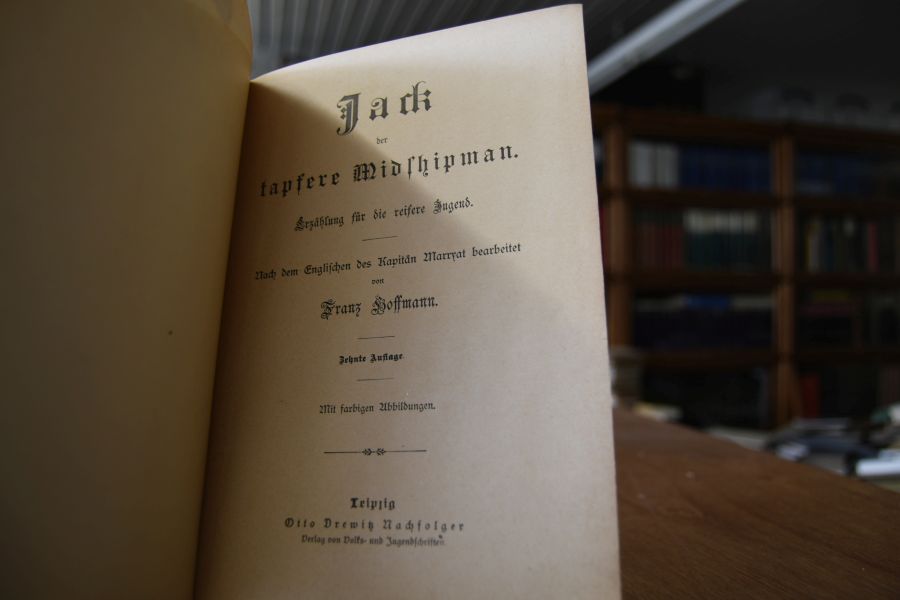 Jack
der
tapfere Midshipman.
Erzählung für die reifere Jugend.
Nach dem Englischen des Kapitän Marryat bearbeitet
von
Franz Hoffmann.
Zehnte Auflage
Mit farbigen Abbildungen.
Leipzig
Otto Drewitz Nachfolger
Verlag von Volks- und Jugendschriften.